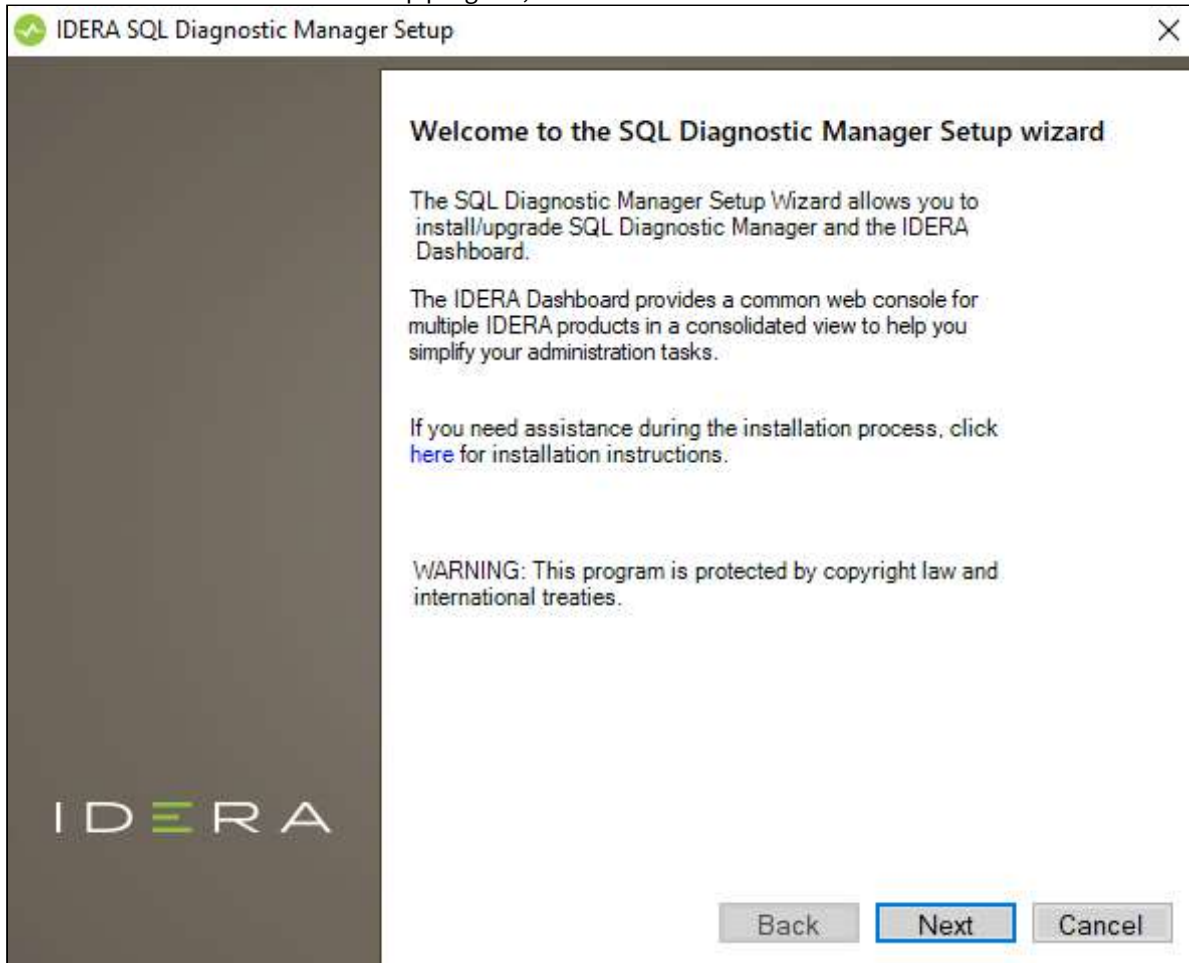 IDERA SQL Diagnostic Manager Setup
Welcome to the SQL Diagnostic Manager Setup wizard
The SQL Diagnostic Manager Setup Wizard allows you to
install/upgrade SQL Diagnostic Manager and the IDERA
Dashboard.
The IDERA Dashboard provides a common web console for
multiple IDERA products in a consolidated view to help you
simplify your administration tasks.
If you need assistance during the installation process, click
here for installation instructions.
WARNING: This program is protected by copyright law and
international treaties.
IDERA
Back Next Cancel